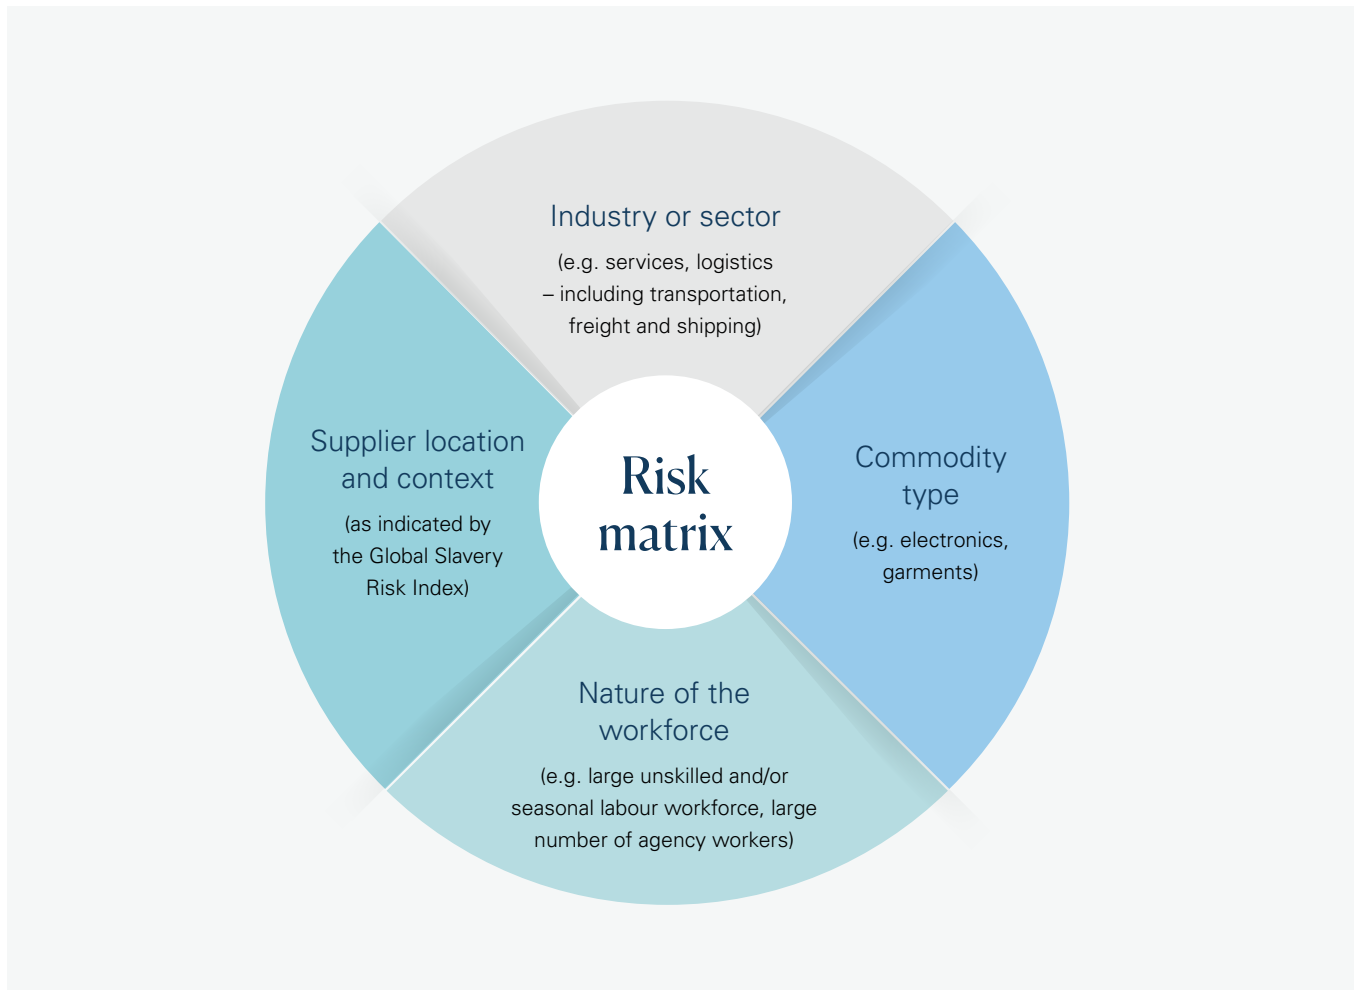 Industry or sector
(e.g. services, logistics
– including transportation,
freight and shipping)
Supplier location
and context
(as indicated by
the Global Slavery
Risk Index)
Risk
matrix
Commodity
type
(e.g. electronics,
garments)
Nature of the
workforce
(e.g. large unskilled and/or
seasonal labour workforce, large
number of agency workers)